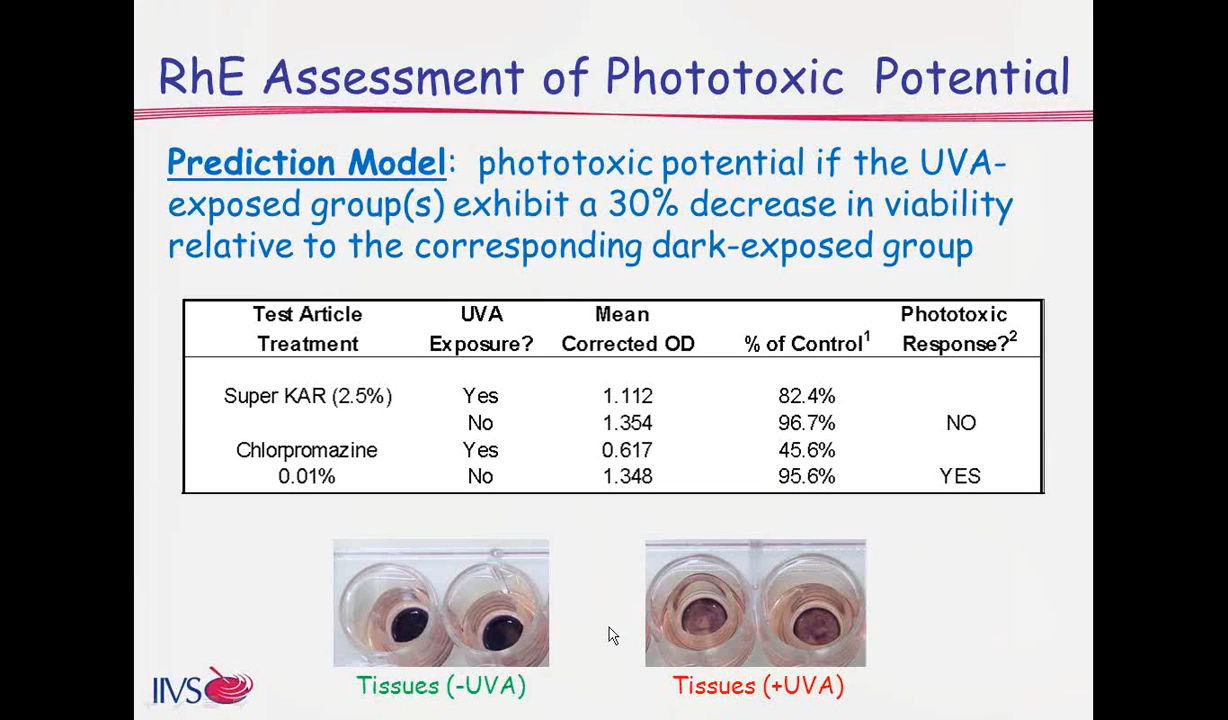 RhE Assessment of Phototoxic Potential
Prediction Model: phototoxic potential if the UVA-
exposed group(s) exhibit a 30% decrease in viability
relative to the corresponding dark-exposed group
Test Article UVA Mean Phototoxic
Treatment Exposure? Corrected OD % of Control1 Response?2
Super KAR (2.5%) Yes 1.112 82.4%
No 1.354 96.7% NO
Chlorpromazine Yes 0.617 45.6%
0.01% No 1.348 95.6% YES
Tissues (-UVA) Tissues (+UVA)
IIVS